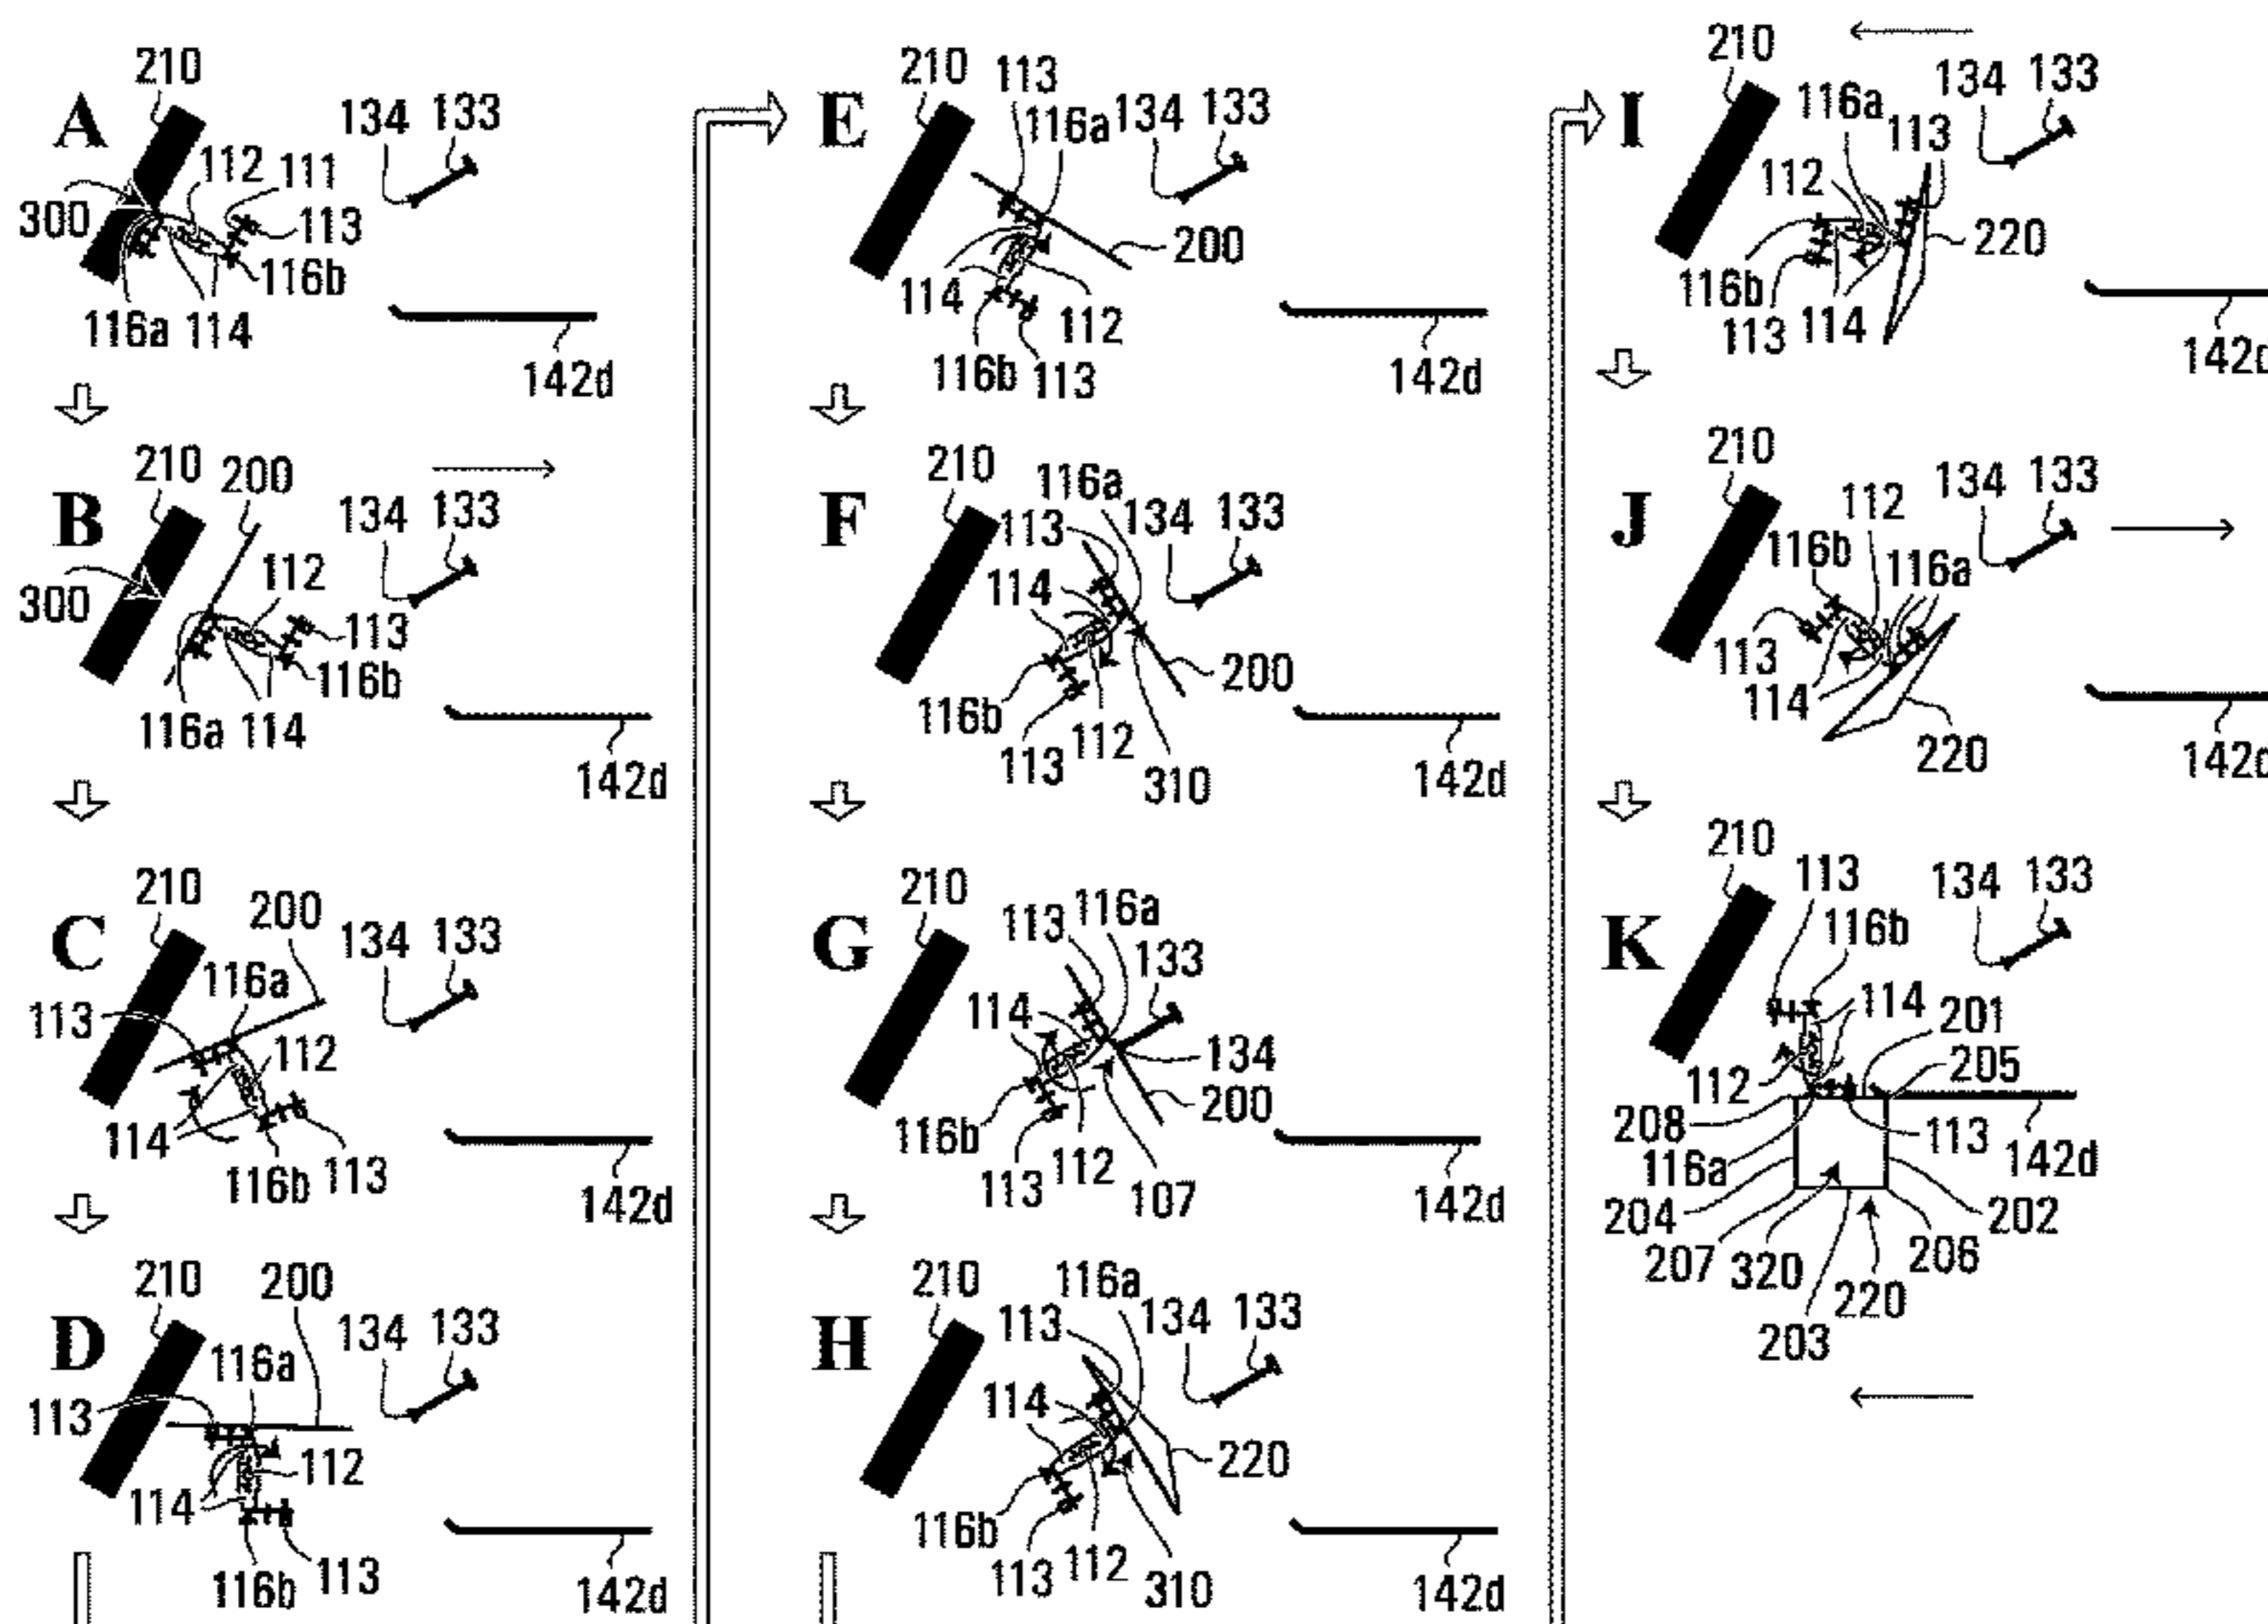 A
210
134 133
112 111
300
113
116b
116a 114
142d
B
210 200
134 133
112
300
113
116b
116a 114
142d
C
210
200
134 133
116a
113
112
114
116b 113
142d
D
210 200
134 133
116a
113
112
114
116b 113
142d
E
210 113
116a 134 133
200
114
112
116b 113
142d
F
210 116a
113 134 133
114
200
116b
113 112
310
142d
G
210 116a
113
133
114
134
200
116b
113 112 107
142d
H
210 116a
113 134 133
114
220
116b
113 112 310
142d
I
210
134 133
116a
113
112
220
116b
113 114
142d
J
210
134 133
112
116b
116a
113
114
220
142d
K
210 113
134 133
116b
114
201
205
112
208
113
116a
142d
204
202
207 320
206
220
203